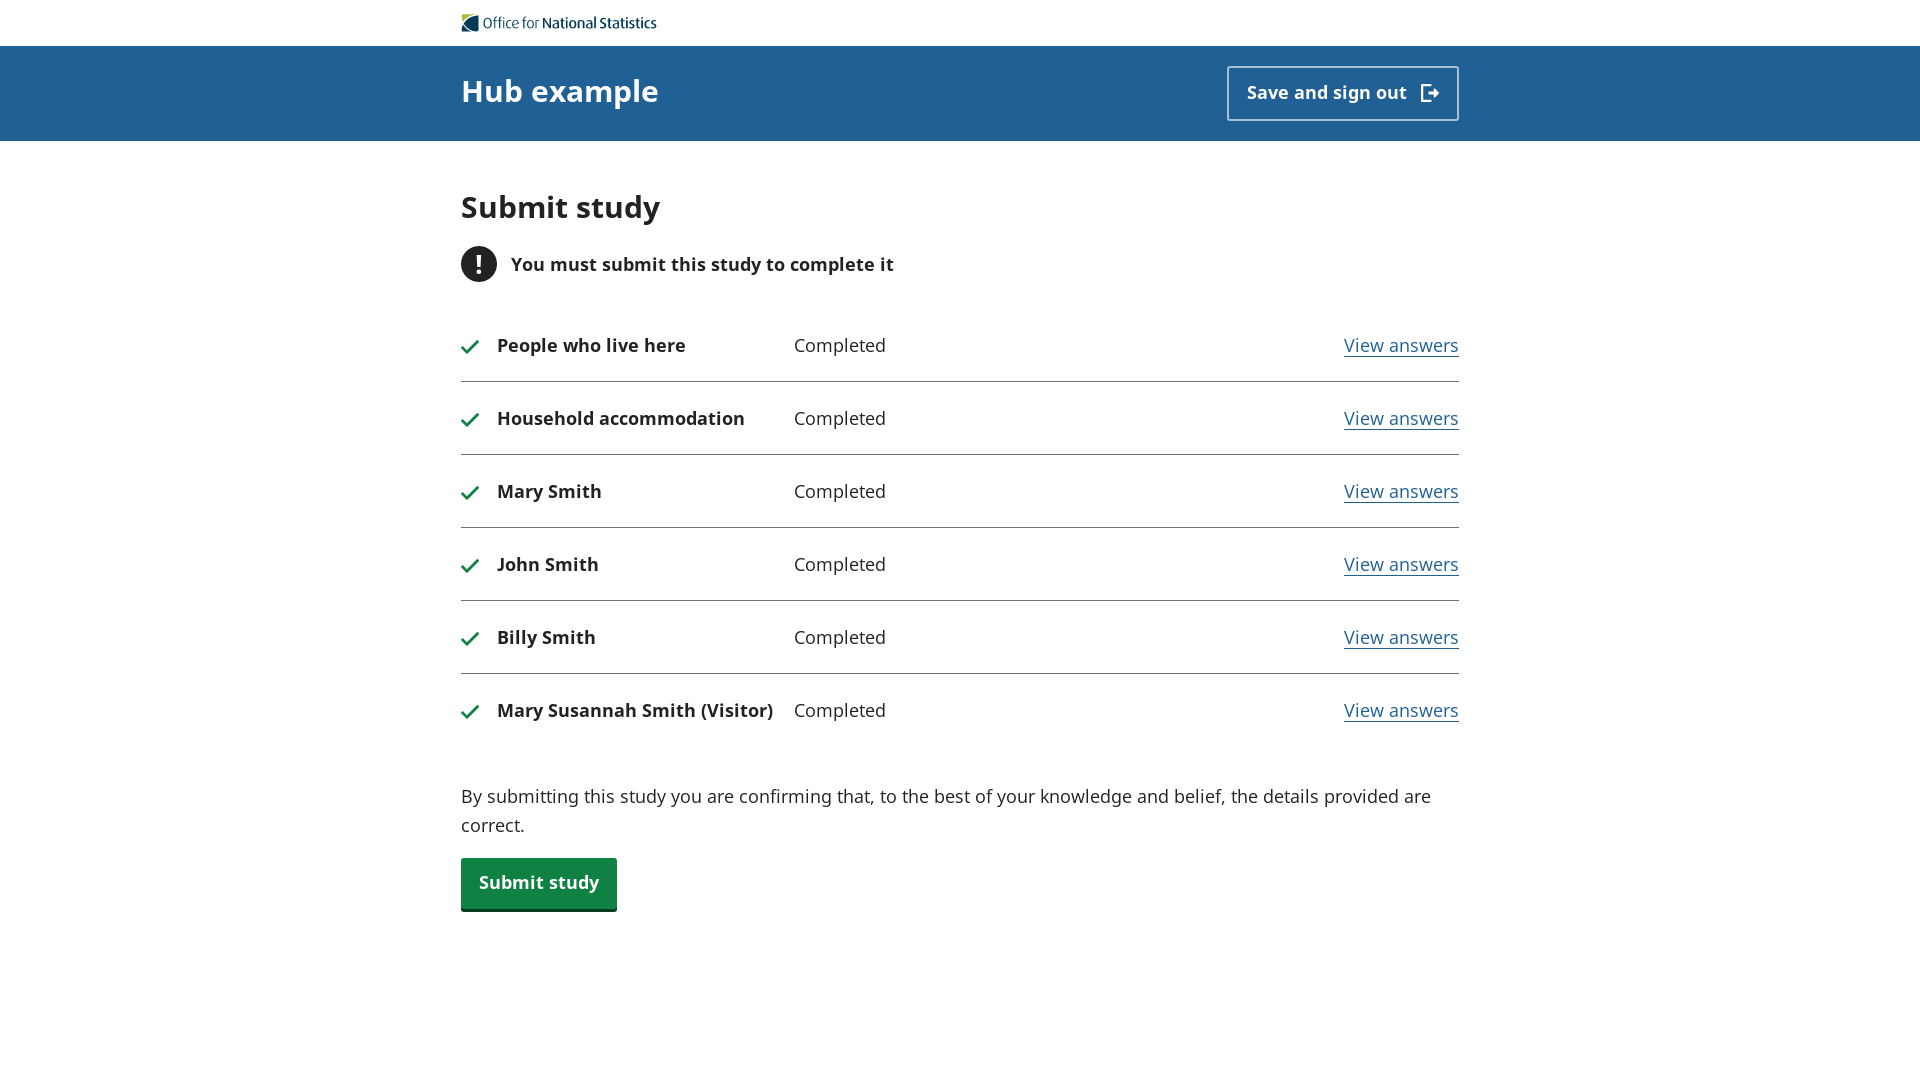 Office for National Statistics
Hub example
Save and sign out
Submit study
! You must submit this study to complete it
People who live here Completed View answers
Household accommodation Completed View answers
Mary Smith Completed View answers
John Smith Completed View answers
Billy Smith Completed View answers
Mary Susannah Smith (Visitor) Completed View answers
By submitting this study you are confirming that, to the best of your knowledge and belief, the details provided are
correct.
Submit study